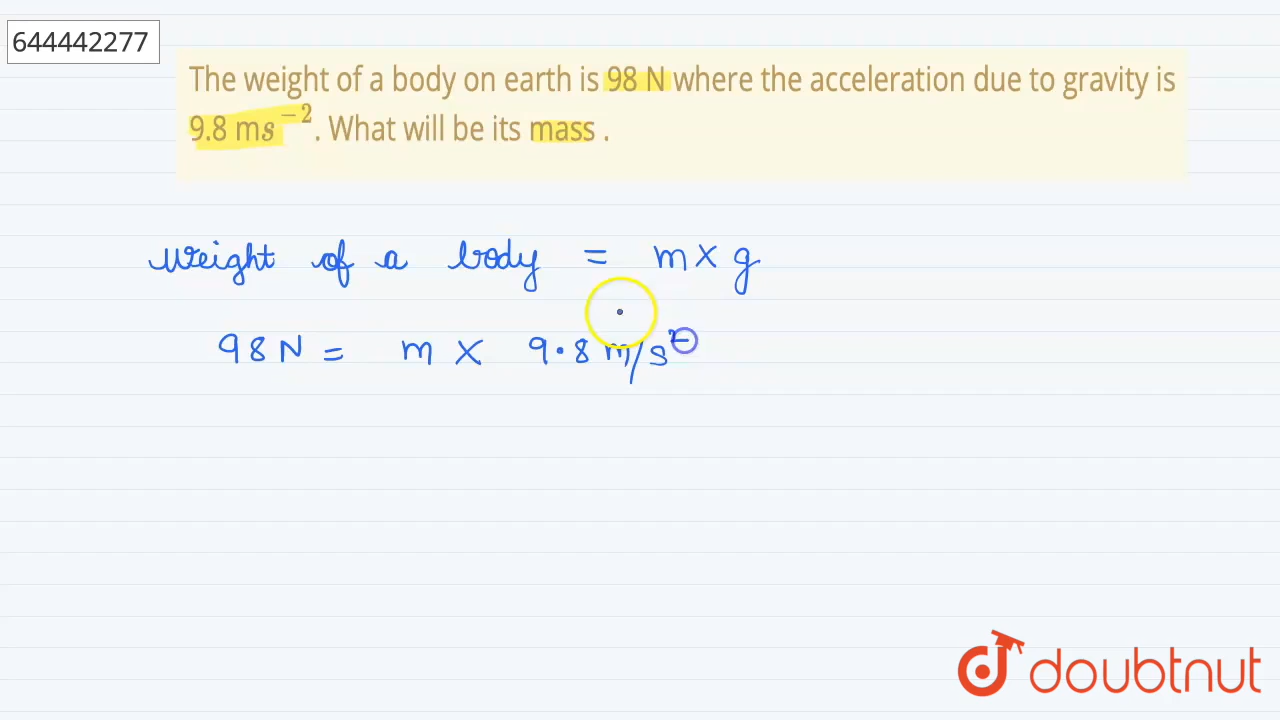 644442277
The weight of a body on earth is 98 N where the acceleration due to gravity is
9.8 ms⁻². What will be its mass .
Weight of a body = m × g
98 N = m × 9.8 m/s²
doubtnut